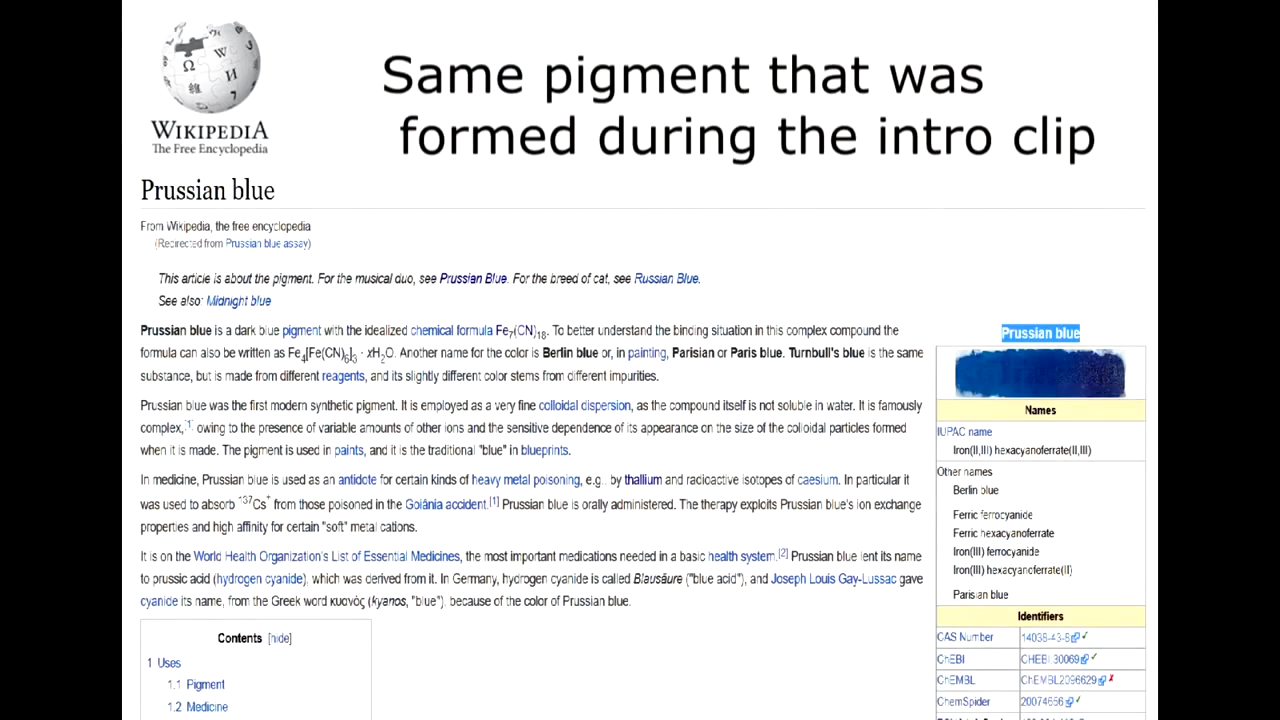 Same pigment that was
formed during the intro clip
WIKIPEDIA
The Free Encyclopedia
Prussian blue
From Wikipedia, the free encyclopedia
(Redirected from Prussian blue assay)
This article is about the pigment. For the musical duo, see Prussian Blue. For the breed of cat, see Russian Blue.
See also: Midnight blue
Prussian blue is a dark blue pigment with the idealized chemical formula Fe7(CN)18. To better understand the binding situation in this complex compound the
formula can also be written as Fe4[Fe(CN)6]3 · xH2O. Another name for the color is Berlin blue or, in painting, Parisian or Paris blue. Turnbull's blue is the same
substance, but is made from different reagents, and its slightly different color stems from different impurities.
Prussian blue was the first modern synthetic pigment. It is employed as a very fine colloidal dispersion, as the compound itself is not soluble in water. It is famously
complex,[1] owing to the presence of variable amounts of other ions and the sensitive dependence of its appearance on the size of the colloidal particles formed
when it is made. The pigment is used in paints, and it is the traditional "blue" in blueprints.
In medicine, Prussian blue is used as an antidote for certain kinds of heavy metal poisoning, e.g., by thallium and radioactive isotopes of caesium. In particular it
was used to absorb 137Cs+ from those poisoned in the Goiânia accident.[1] Prussian blue is orally administered. The therapy exploits Prussian blue's ion exchange
properties and high affinity for certain "soft" metal cations.
It is on the World Health Organization's List of Essential Medicines, the most important medications needed in a basic health system.[2] Prussian blue lent its name
to prussic acid (hydrogen cyanide), which was derived from it. In Germany, hydrogen cyanide is called Blausäure ("blue acid"), and Joseph Louis Gay-Lussac gave
cyanide its name, from the Greek word κυανός (kyanos, "blue"), because of the color of Prussian blue.
Contents [hide]
1 Uses
1.1 Pigment
1.2 Medicine
Prussian blue
Names
IUPAC name
Iron(II,III) hexacyanoferrate(II,III)
Other names
Berlin blue
Ferric ferrocyanide
Ferric hexacyanoferrate
Iron(III) ferrocyanide
Iron(III) hexacyanoferrate(II)
Parisian blue
Identifiers
CAS Number 14038-43-8
ChEBI CHEBI:30069
ChEMBL ChEMBL2096629
ChemSpider 20074656